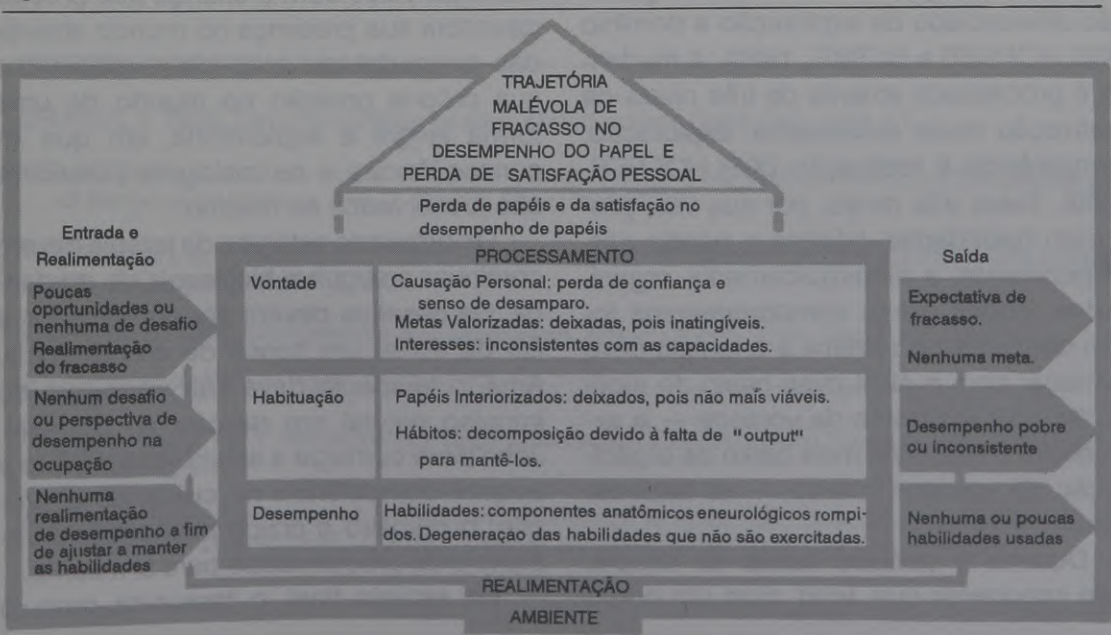 TRAJETÓRIA
MALÉVOLA DE
FRACASSO NO
DESEMPENHO DO PAPEL E
PERDA DE SATISFAÇÃO PESSOAL
Perda de papéis e da satisfação no
desempenho de papéis
Entrada e
Realimentação
PROCESSAMENTO
Saída
Poucas
oportunidades ou
nenhuma de desafio
Realimentação
do fracasso
Vontade
Causação Personal: perda de confiança e
senso de desamparo.
Metas Valorizadas: deixadas, pois inatingíveis.
Interesses: inconsistentes com as capacidades.
Expectativa de
fracasso.
Nenhuma meta.
Nenhum desafio
ou perspectiva de
desempenho na
ocupação
Habituação
Papéis Interiorizados: deixados, pois não mais viáveis.
Hábitos: decomposição devido à falta de "output"
para mantê-los.
Desempenho pobre
ou inconsistente
Nenhuma
realimentação
de desempenho a fim
de ajustar a manter
as habilidades
Desempenho
Habilidades: componentes anatômicos eneurológicos rompi-
dos. Degeneraçao das habilidades que não são exercitadas.
Nenhuma ou poucas
habilidades usadas
REALIMENTAÇÃO
AMBIENTE